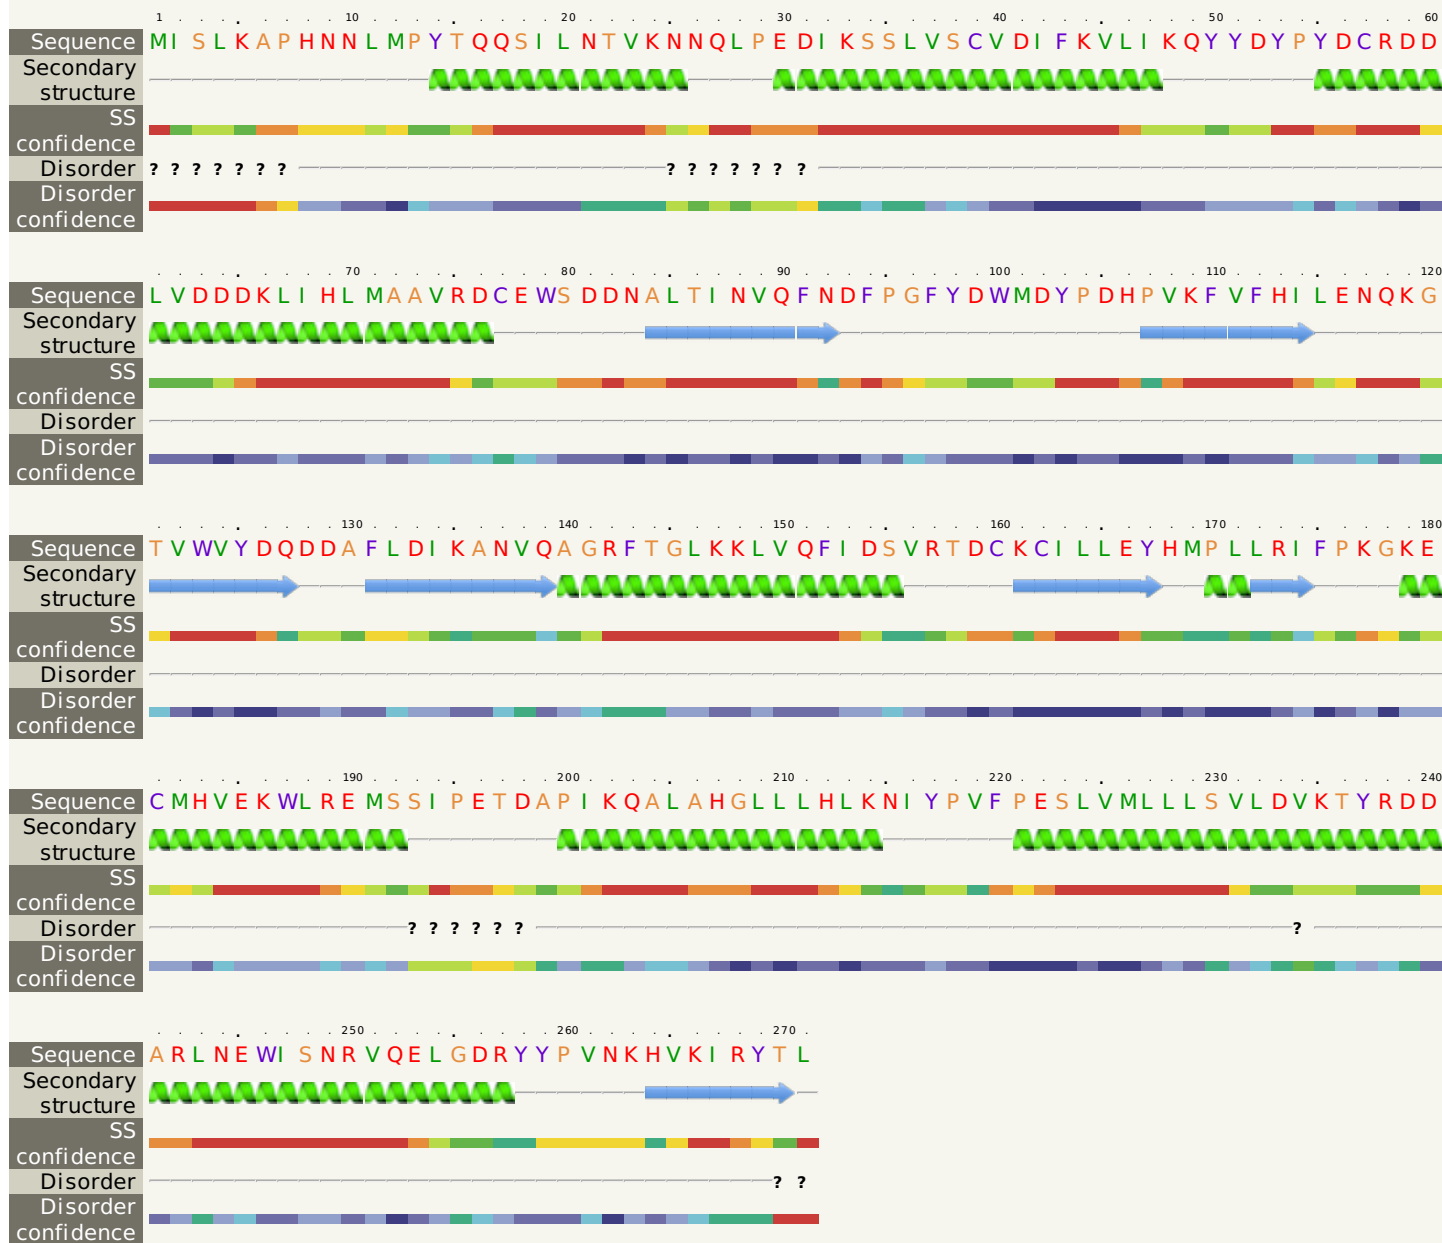 1 . . . . 10 . . . . 20 . . . . 30 . . . . 40 . . . . 50 . . . . 60
Sequence MISLKAPHNNLMPYTQQSILNTVKNNQLPEDIKSSLVSCVDIFKVLIKQYYDYPYDCRDD
Secondary
structure
SS
confidence
Disorder ? ? ? ? ? ? ? ? ? ? ? ? ? ?
Disorder
confidence
. . . . 70 . . . . 80 . . . . 90 . . . . 100 . . . . 110 . . . . 120
Sequence LVDDDKLIHLMAAVRDCEWSDDNALTINVQFNDFPGFYDWMDYPDHPVKFVFHILENQKG
Secondary
structure
SS
confidence
Disorder
Disorder
confidence
. . . . 130 . . . . 140 . . . . 150 . . . . 160 . . . . 170 . . . . 180
Sequence TVWVYDQDDAFLDIKANVQAGRFTGLKKLVQFIDSVRTDCKCILLEYHMPLLRIFPKGKE
Secondary
structure
SS
confidence
Disorder
Disorder
confidence
. . . . 190 . . . . 200 . . . . 210 . . . . 220 . . . . 230 . . . . 240
Sequence CMHVEKWLREMSSIPETDAPIKQALAHGLLLHLKNIYPVFPESLVMLLLSVLDVKTYRDD
Secondary
structure
SS
confidence
Disorder ? ? ? ? ? ? ?
Disorder
confidence
. . . . 250 . . . . 260 . . . . 270 .
Sequence ARLNEWISNRVQELGDRYYPVNKHVKIRYTL
Secondary
structure
SS
confidence
Disorder ? ?
Disorder
confidence